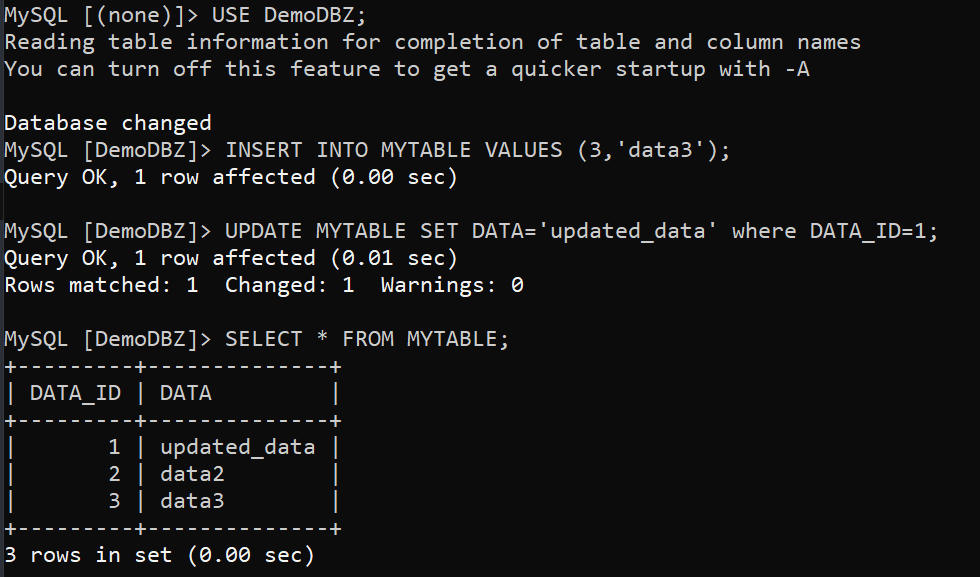 MySQL [(none)]> USE DemoDBZ;
Reading table information for completion of table and column names
You can turn off this feature to get a quicker startup with -A
Database changed
MySQL [DemoDBZ]> INSERT INTO MYTABLE VALUES (3,'data3');
Query OK, 1 row affected (0.00 sec)
MySQL [DemoDBZ]> UPDATE MYTABLE SET DATA='updated_data' where DATA_ID=1;
Query OK, 1 row affected (0.01 sec)
Rows matched: 1  Changed: 1  Warnings: 0
MySQL [DemoDBZ]> SELECT * FROM MYTABLE;
+---------+--------------+
| DATA_ID | DATA         |
+---------+--------------+
|       1 | updated_data |
|       2 | data2        |
|       3 | data3        |
+---------+--------------+
3 rows in set (0.00 sec)